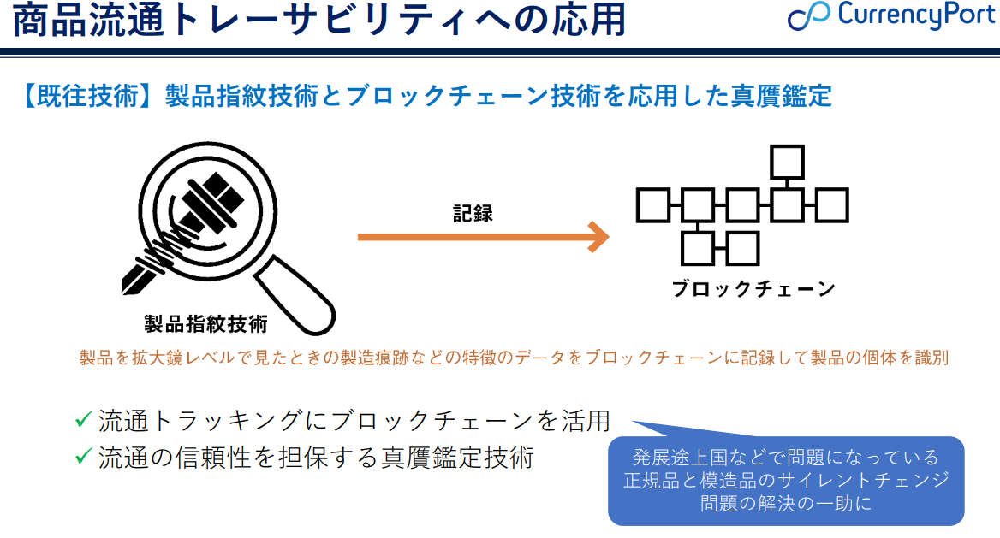 商品流通トレーサビリティへの応用
CurrencyPort
【既往技術】製品指紋技術とブロックチェーン技術を応用した真贋鑑定
記録
ブロックチェーン
製品指紋技術
製品を拡大鏡レベルで見たときの製造痕跡などの特徴のデータをブロックチェーンに記録して製品の個体を識別
✓流通トラッキングにブロックチェーンを活用
✓流通の信頼性を担保する真贋鑑定技術
発展途上国などで問題になっている
正規品と模造品のサイレントチェンジ
問題の解決の一助に